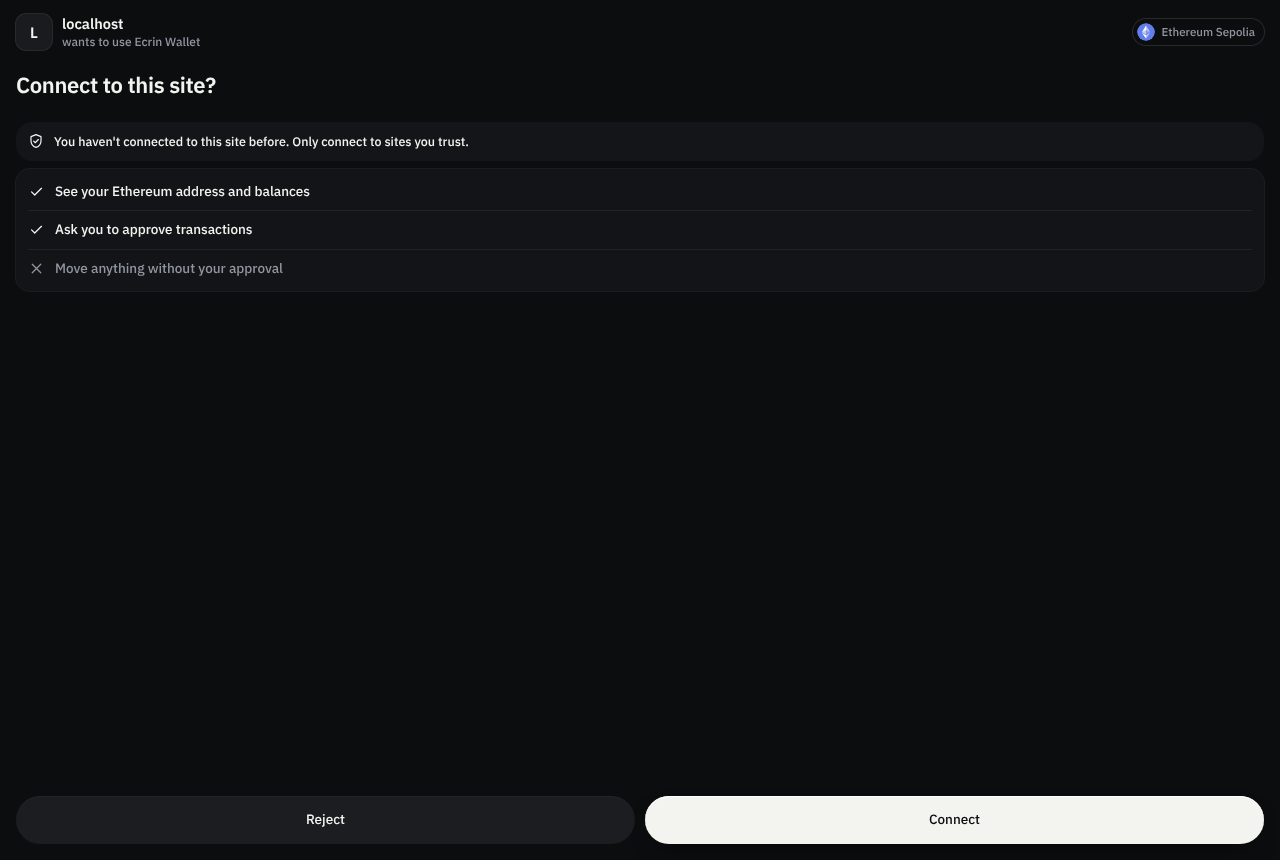 L
localhost
wants to use Ecrin Wallet
Ethereum Sepolia
Connect to this site?
You haven't connected to this site before. Only connect to sites you trust.
See your Ethereum address and balances
Ask you to approve transactions
Move anything without your approval
Reject
Connect